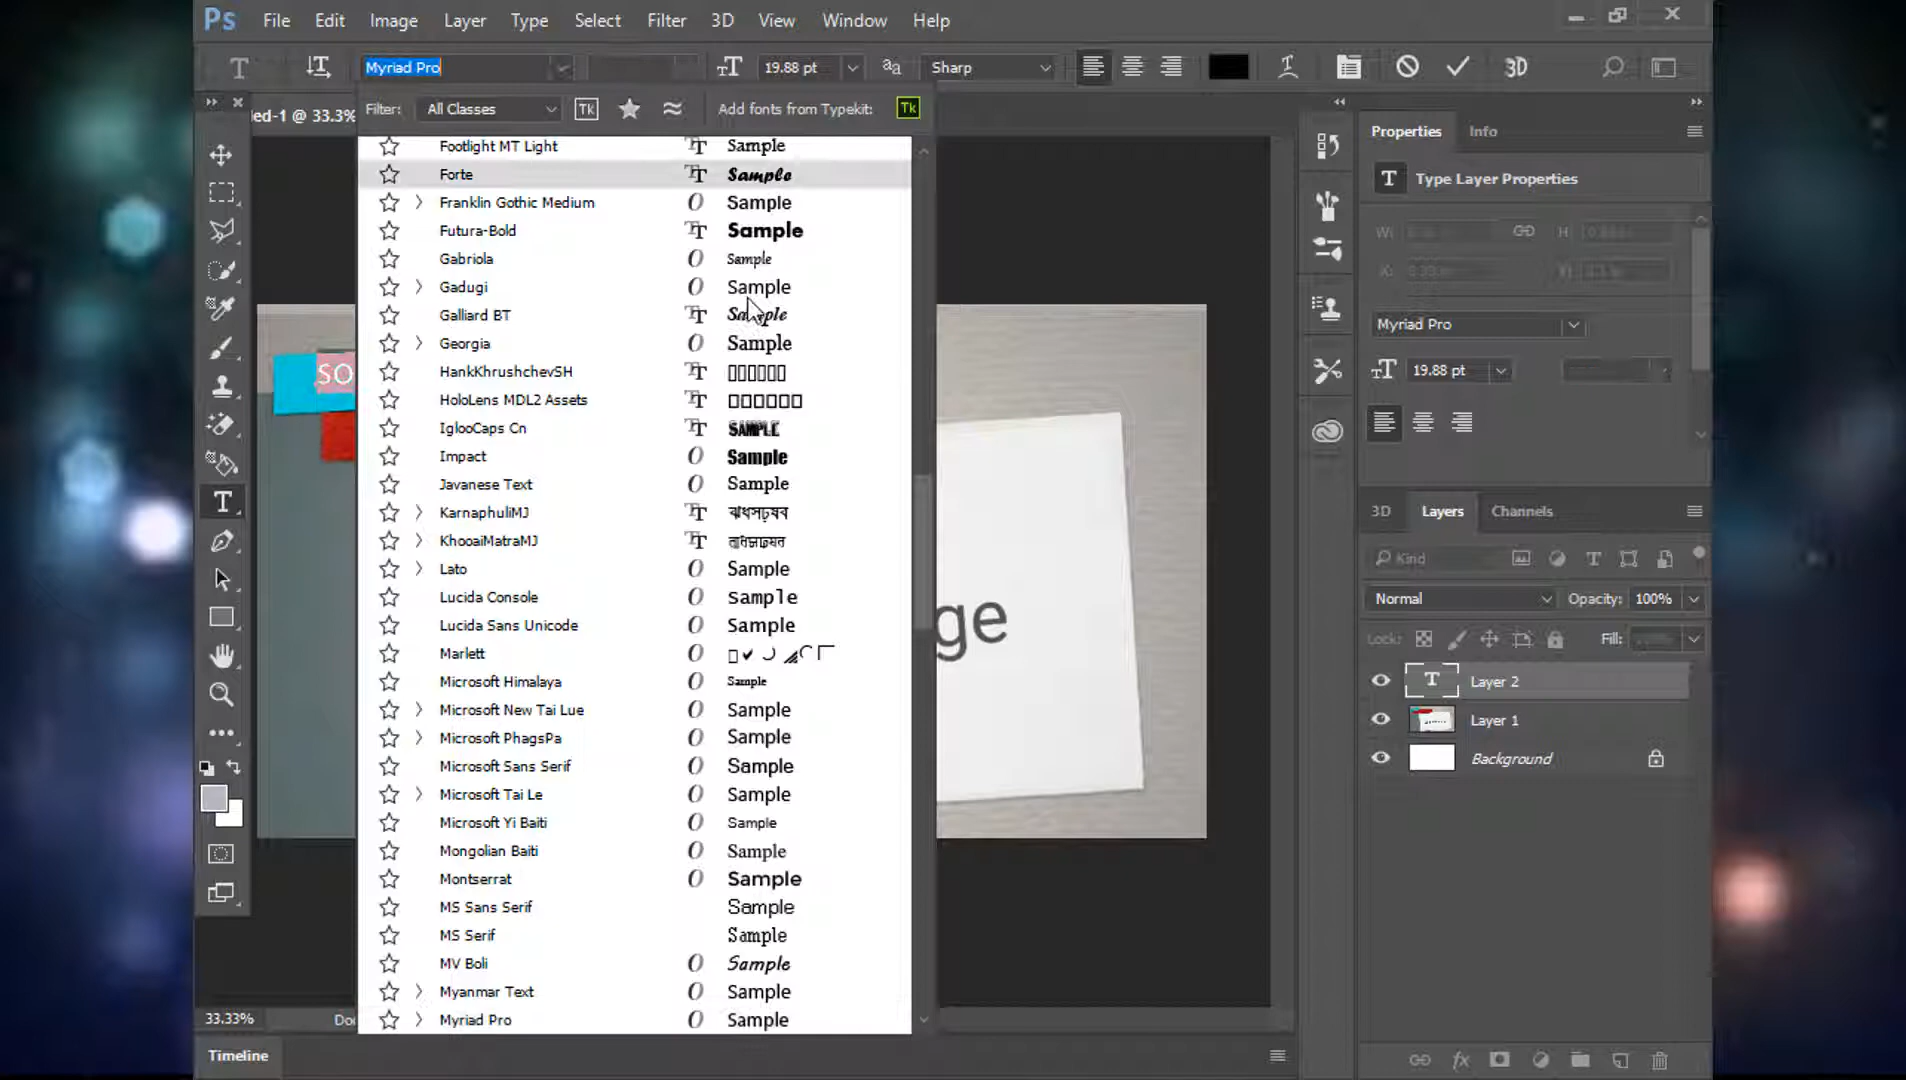 Ps File Edit Image Layer Type Select Filter 3D View Window Help
Myriad Pro 19.88 pt Sharp 3D
Filter: All Classes Tk Add fonts from Typekit: Tk
led-1 @ 33.3%
Footlight MT Light Sample
Forte Sample
Franklin Gothic Medium Sample
Futura-Bold Sample
Gabriola Sample
Gadugi Sample
Galliard BT Sample
Georgia Sample
HankKhrushchevSH
HoloLens MDL2 Assets
IglooCaps Cn SAMPLE
Impact Sample
Javanese Text Sample
KarnaphuliMJ
KhooaiMatraMJ
Lato Sample
Lucida Console Sample
Lucida Sans Unicode Sample
Marlett
Microsoft Himalaya Sample
Microsoft New Tai Lue Sample
Microsoft PhagsPa Sample
Microsoft Sans Serif Sample
Microsoft Tai Le Sample
Microsoft Yi Baiti Sample
Mongolian Baiti Sample
Montserrat Sample
MS Sans Serif Sample
MS Serif Sample
MV Boli Sample
Myanmar Text Sample
Myriad Pro Sample
SO
ge
33.33% Doc
Timeline
Properties Info
Type Layer Properties
W: H:
X: Y:
Myriad Pro
19.88 pt
3D Layers Channels
Kind
Normal Opacity: 100%
Lock: Fill:
Layer 2
Layer 1
Background